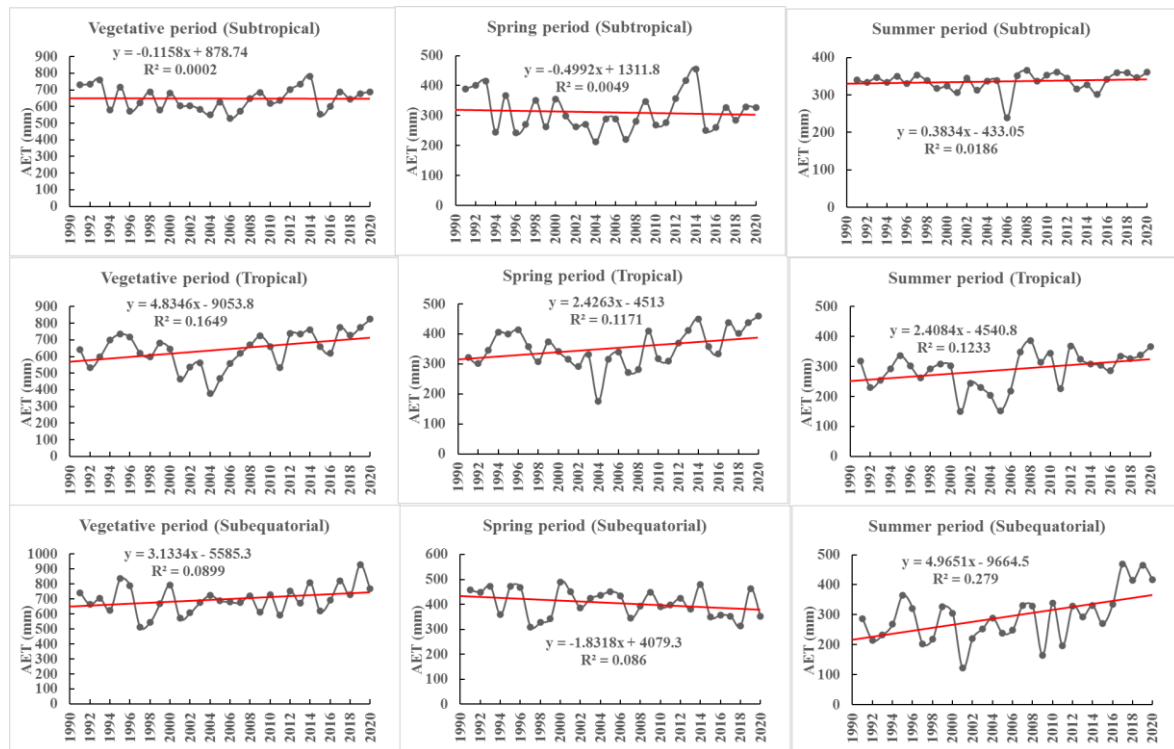 Vegetative period (Subtropical)
y = -0.1158x + 878.74
R² = 0.0002
AET (mm)
900
800
700
600
500
400
300
200
100
0
1990 1992 1994 1996 1998 2000 2002 2004 2006 2008 2010 2012 2014 2016 2018 2020
Spring period (Subtropical)
y = -0.4992x + 1311.8
R² = 0.0049
AET (mm)
500
400
300
200
100
0
1990 1992 1994 1996 1998 2000 2002 2004 2006 2008 2010 2012 2014 2016 2018 2020
Summer period (Subtropical)
y = 0.3834x - 433.05
R² = 0.0186
AET (mm)
400
300
200
100
0
1990 1992 1994 1996 1998 2000 2002 2004 2006 2008 2010 2012 2014 2016 2018 2020
Vegetative period (Tropical)
y = 4.8346x - 9053.8
R² = 0.1649
AET (mm)
900
800
700
600
500
400
300
200
100
0
1990 1992 1994 1996 1998 2000 2002 2004 2006 2008 2010 2012 2014 2016 2018 2020
Spring period (Tropical)
y = 2.4263x - 4513
R² = 0.1171
AET (mm)
500
400
300
200
100
0
1990 1992 1994 1996 1998 2000 2002 2004 2006 2008 2010 2012 2014 2016 2018 2020
Summer period (Tropical)
y = 2.4084x - 4540.8
R² = 0.1233
AET (mm)
500
400
300
200
100
0
1990 1992 1994 1996 1998 2000 2002 2004 2006 2008 2010 2012 2014 2016 2018 2020
Vegetative period (Subequatorial)
y = 3.1334x - 5585.3
R² = 0.0899
AET (mm)
1000
900
800
700
600
500
400
300
200
100
0
1990 1992 1994 1996 1998 2000 2002 2004 2006 2008 2010 2012 2014 2016 2018 2020
Spring period (Subequatorial)
y = -1.8318x + 4079.3
R² = 0.086
AET (mm)
600
500
400
300
200
100
0
1990 1992 1994 1996 1998 2000 2002 2004 2006 2008 2010 2012 2014 2016 2018 2020
Summer period (Subequatorial)
y = 4.9651x - 9664.5
R² = 0.279
AET (mm)
500
400
300
200
100
0
1990 1992 1994 1996 1998 2000 2002 2004 2006 2008 2010 2012 2014 2016 2018 2020